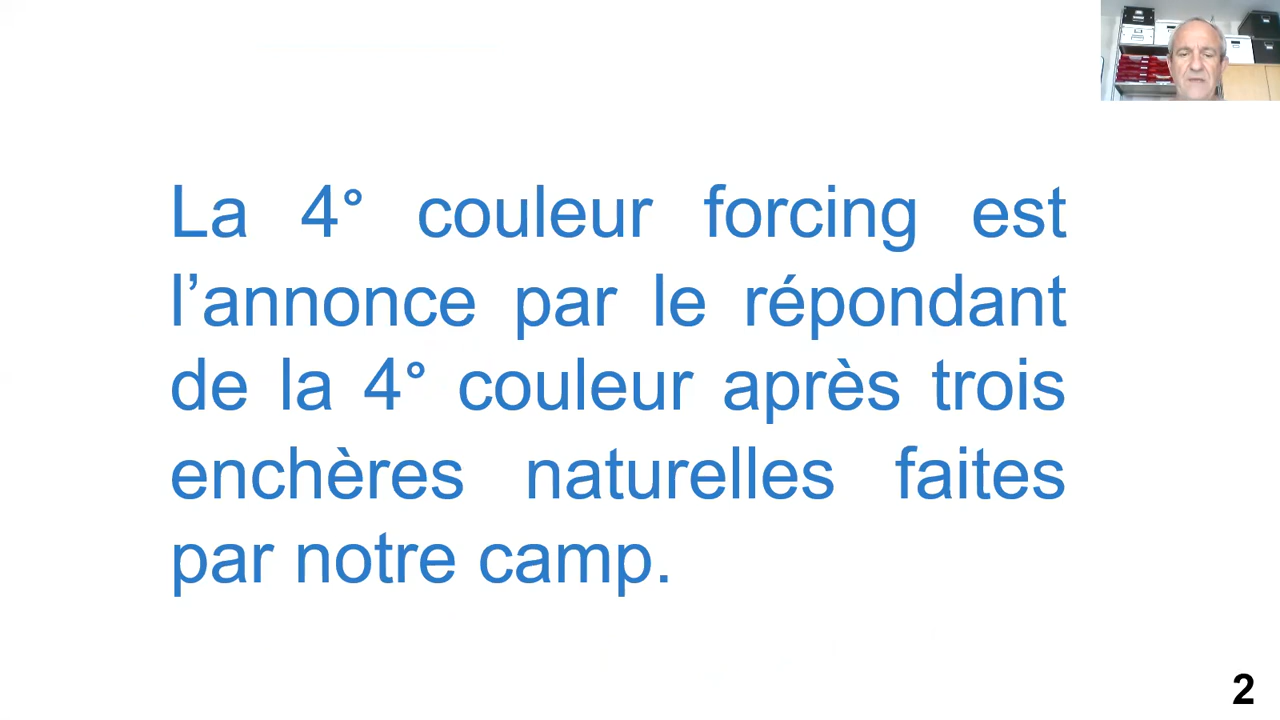 La 4° couleur forcing est
l’annonce par le répondant
de la 4° couleur après trois
enchères naturelles faites
par notre camp.
2